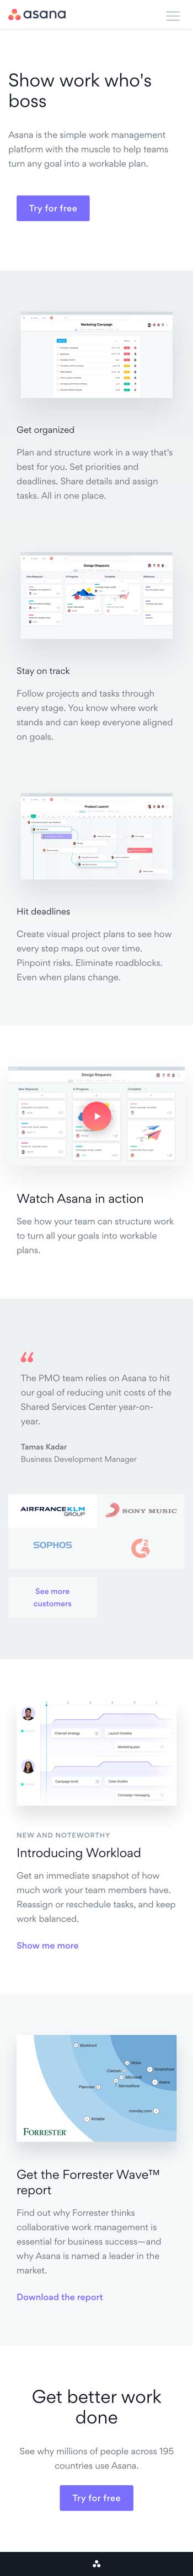 asana
Show work who's
boss
Asana is the simple work management
platform with the muscle to help teams
turn any goal into a workable plan.
Try for free
Marketing Campaign
Get organized
Plan and structure work in a way that's
best for you. Set priorities and
deadlines. Share details and assign
tasks. All in one place.
Design Requests
New Requests
In Progress
Complete
Stay on track
Follow projects and tasks through
every stage. You know where work
stands and can keep everyone aligned
on goals.
Product Launch
Hit deadlines
Create visual project plans to see how
every step maps out over time.
Pinpoint risks. Eliminate roadblocks.
Even when plans change.
Design Requests
New Requests
In Progress
Complete
Watch Asana in action
See how your team can structure work
to turn all your goals into workable
plans.
“
The PMO team relies on Asana to hit
our goal of reducing unit costs of the
Shared Services Center year-on-
year.
Tamas Kadar
Business Development Manager
AIRFRANCE KLM
GROUP
SONY MUSIC
SOPHOS
G2
See more
customers
Channel strategy
Launch timeline
Marketing plan
Campaign brief
Case studies
Campaign messaging
NEW AND NOTEWORTHY
Introducing Workload
Get an immediate snapshot of how
much work your team members have.
Reassign or reschedule tasks, and keep
work balanced.
Show me more
Workfront
Wrike
Smartsheet
Clarizen
Microsoft
Asana
Planview
ServiceNow
monday.com
Airtable
FORRESTER
Get the Forrester Wave™
report
Find out why Forrester thinks
collaborative work management is
essential for business success—and
why Asana is named a leader in the
market.
Download the report
Get better work
done
See why millions of people across 195
countries use Asana.
Try for free